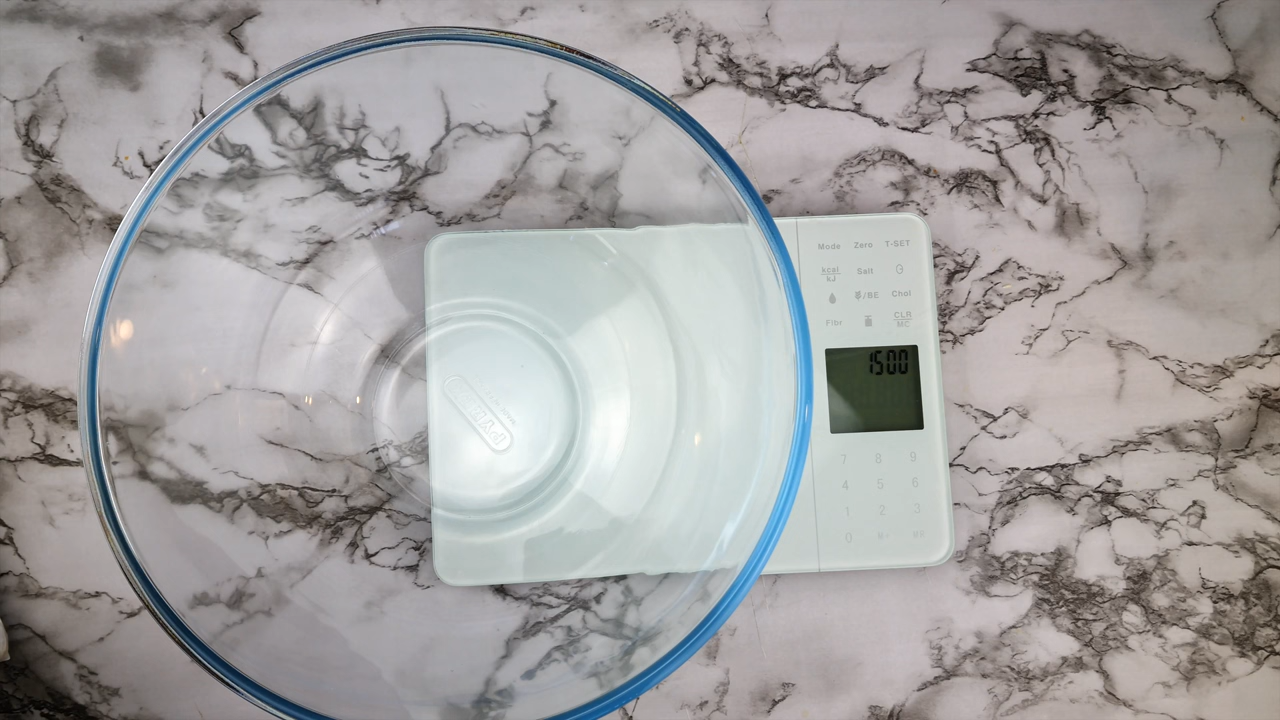 Mode Zero T-SET
kcal Salt
kJ
/BE Chol
Fibr CLR
MC
1500
7 8 9
4 5 6
1 2 3
0
PYREX